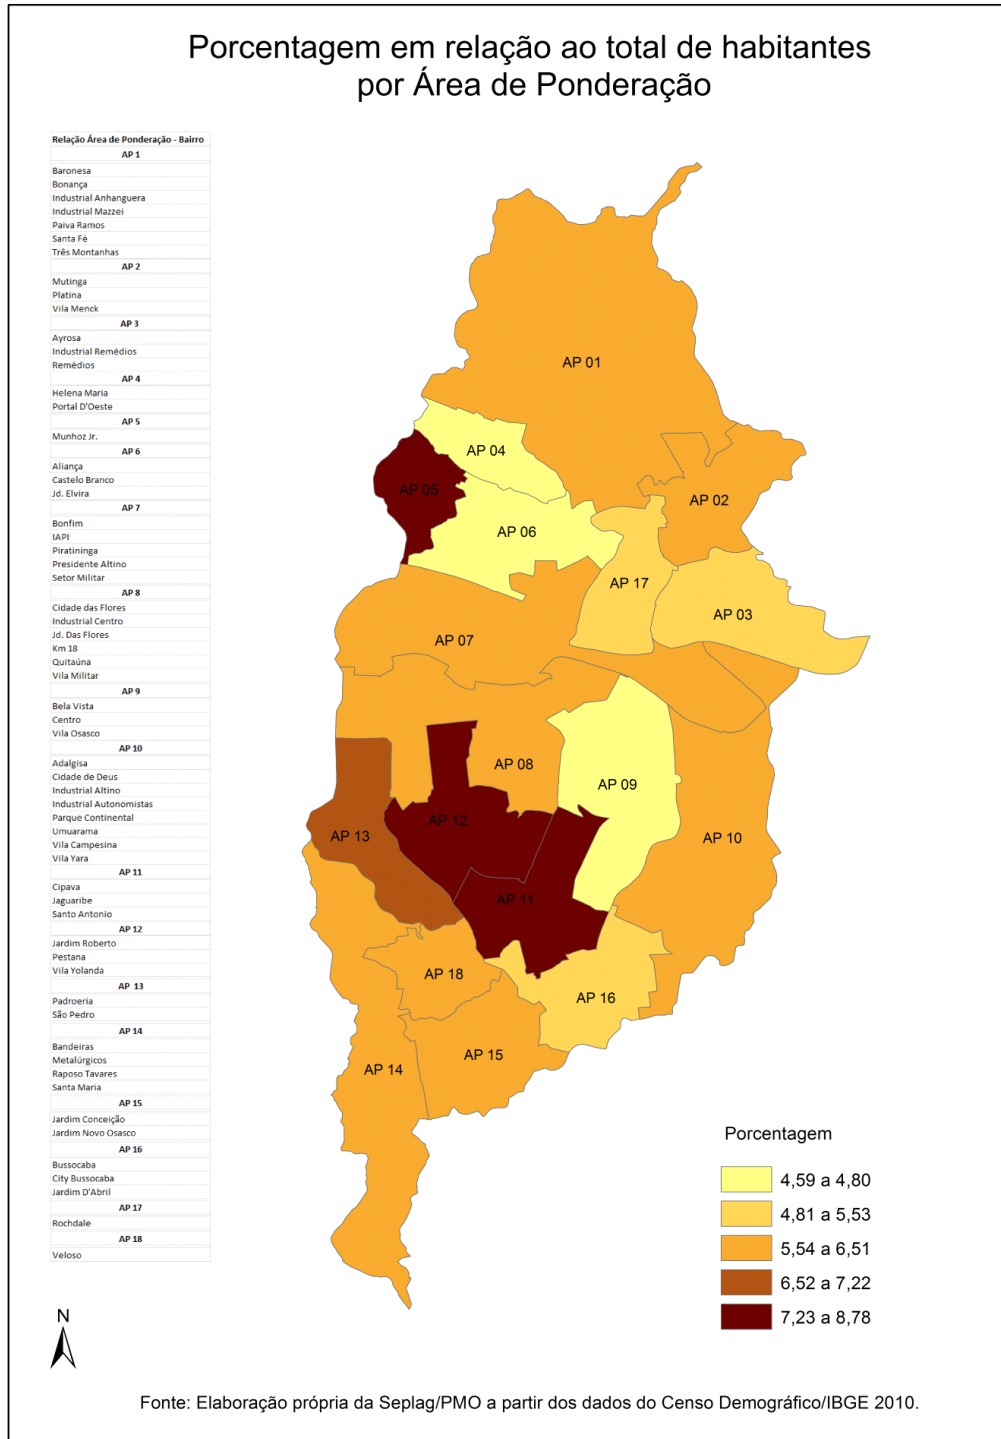 Porcentagem em relação ao total de habitantes
por Área de Ponderação
Relação Área de Ponderação - Bairro
AP 1
Baronesa
Bonança
Industrial Anhanguera
Industrial Mazzei
Paiva Ramos
Santa Fé
Três Montanhas
AP 2
Mutinga
Platina
Vila Menck
AP 3
Ayrosa
Industrial Remédios
Remédios
AP 4
Helena Maria
Portal D'Oeste
AP 5
Munhoz Jr.
AP 6
Aliança
Castelo Branco
Jd. Elvira
AP 7
Bonfim
IAPI
Piratininga
Presidente Altino
Setor Militar
AP 8
Cidade das Flores
Industrial Centro
Jd. Das Flores
Km 18
Quitaúna
Vila Militar
AP 9
Bela Vista
Centro
Vila Osasco
AP 10
Adalgisa
Cidade de Deus
Industrial Altino
Industrial Autonomistas
Parque Continental
Umuarama
Vila Campesina
Vila Yara
AP 11
Cipava
Jaguaribe
Santo Antonio
AP 12
Jardim Roberto
Pestana
Vila Yolanda
AP 13
Padroeria
São Pedro
AP 14
Bandeiras
Metalúrgicos
Raposo Tavares
Santa Maria
AP 15
Jardim Conceição
Jardim Novo Osasco
AP 16
Bussocaba
City Bussocaba
Jardim D'Abril
AP 17
Rochdale
AP 18
Veloso
AP 01
AP 04
AP 05
AP 02
AP 06
AP 17
AP 03
AP 07
AP 08
AP 09
AP 12
AP 13
AP 10
AP 11
AP 18
AP 16
AP 15
AP 14
Porcentagem
4,59 a 4,80
4,81 a 5,53
5,54 a 6,51
6,52 a 7,22
7,23 a 8,78
N
Fonte: Elaboração própria da Seplag/PMO a partir dos dados do Censo Demográfico/IBGE 2010.